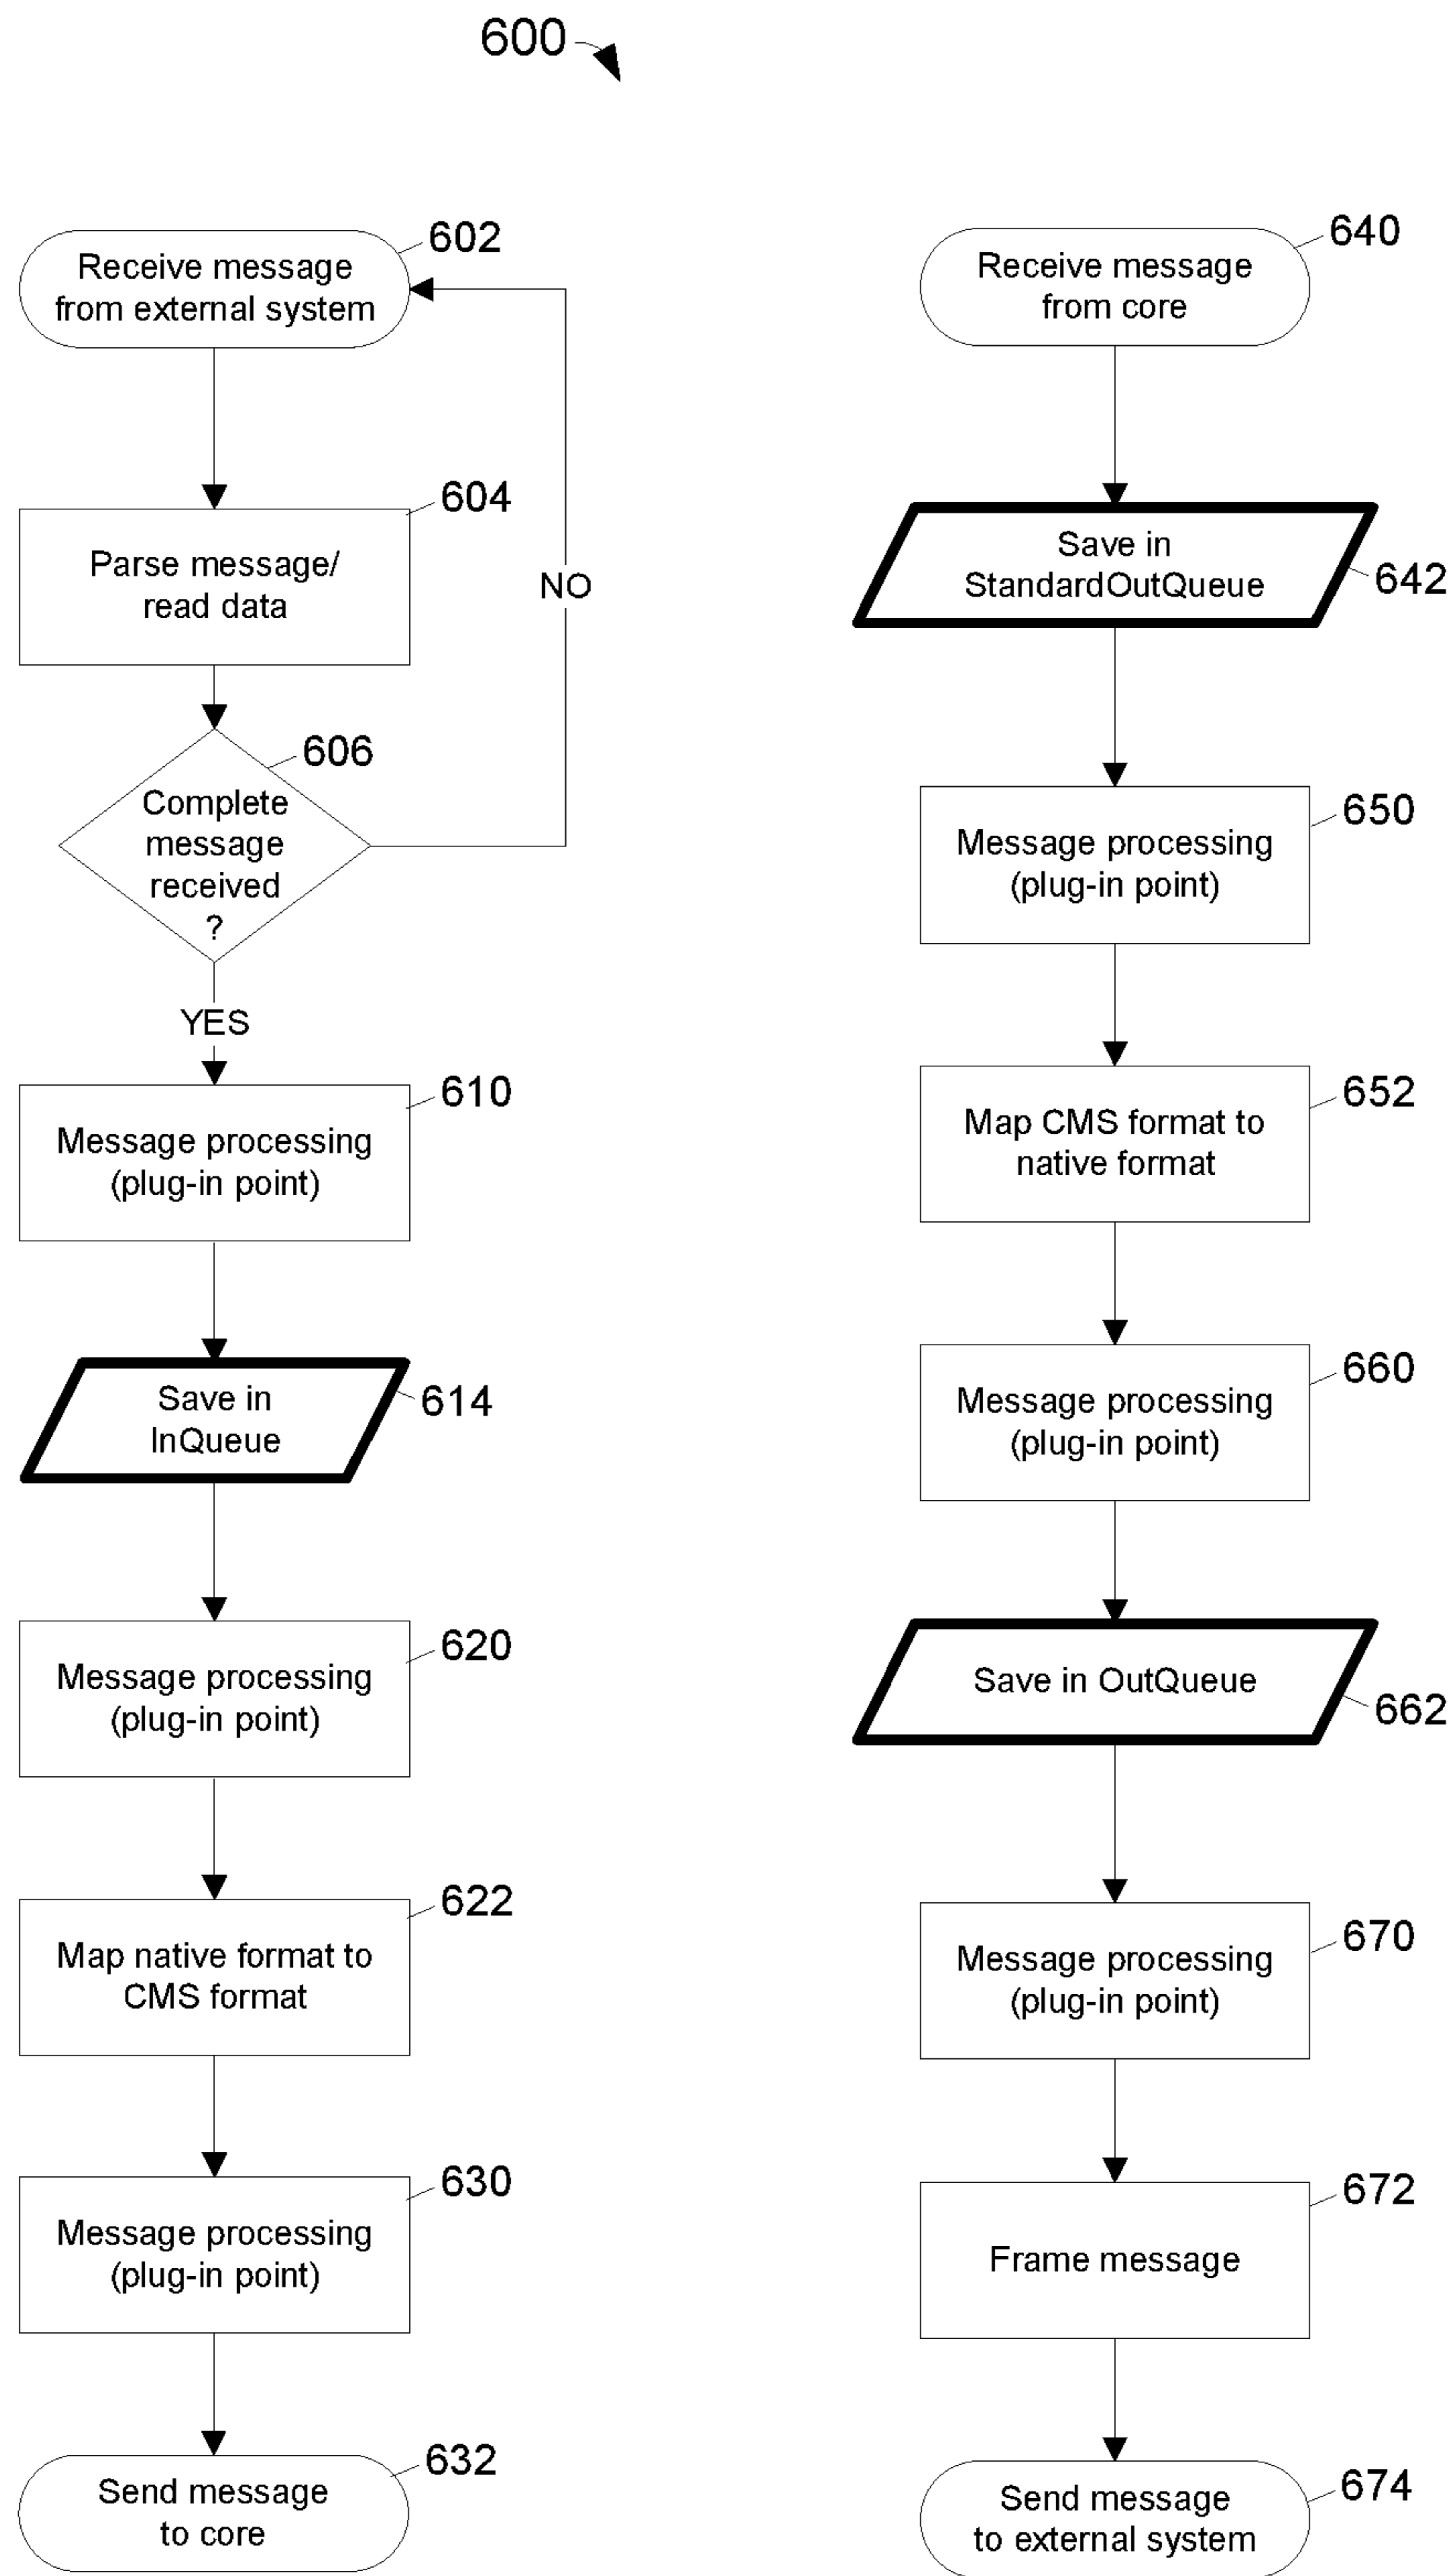 600
602
Receive message
from external system
604
Parse message/
read data
NO
606
Complete
message
received
?
YES
610
Message processing
(plug-in point)
614
Save in
InQueue
620
Message processing
(plug-in point)
622
Map native format to
CMS format
630
Message processing
(plug-in point)
632
Send message
to core
640
Receive message
from core
642
Save in
StandardOutQueue
650
Message processing
(plug-in point)
652
Map CMS format to
native format
660
Message processing
(plug-in point)
662
Save in OutQueue
670
Message processing
(plug-in point)
672
Frame message
674
Send message
to external system